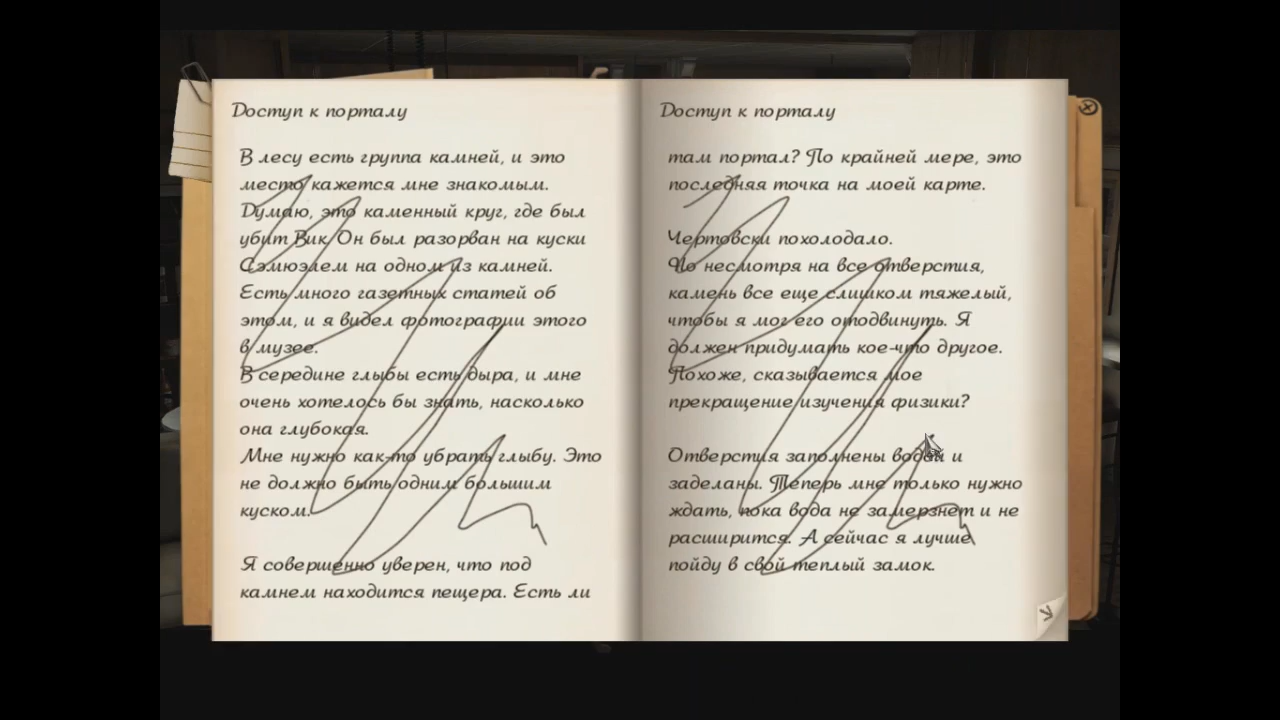 Доступ к порталу
В лесу есть группа камней, и это
место кажется мне знакомым.
Думаю, это каменный круг, где был
убит Вик. Он был разорван на куски
Сэмюэлем на одном из камней.
Есть много газетных статей об
этом, и я видел фотографии этого
в музее.
В середине глыбы есть дыра, и мне
очень хотелось бы знать, насколько
она глубокая.
Мне нужно как-то убрать глыбу. Это
не должно быть одним большим
куском.
Я совершенно уверен, что под
камнем находится пещера. Есть ли
Доступ к порталу
там портал? По крайней мере, это
последняя точка на моей карте.
Чертовски похолодало.
Но несмотря на все отверстия,
камень все еще слишком тяжелый,
чтобы я мог его отодвинуть. Я
должен придумать кое-что другое.
Похоже, сказывается мое
прекращение изучения физики?
Отверстия заполнены водой и
заделаны. Теперь мне только нужно
ждать, пока вода не замерзнет и не
расширится. А сейчас я лучше
пойду в свой теплый замок.